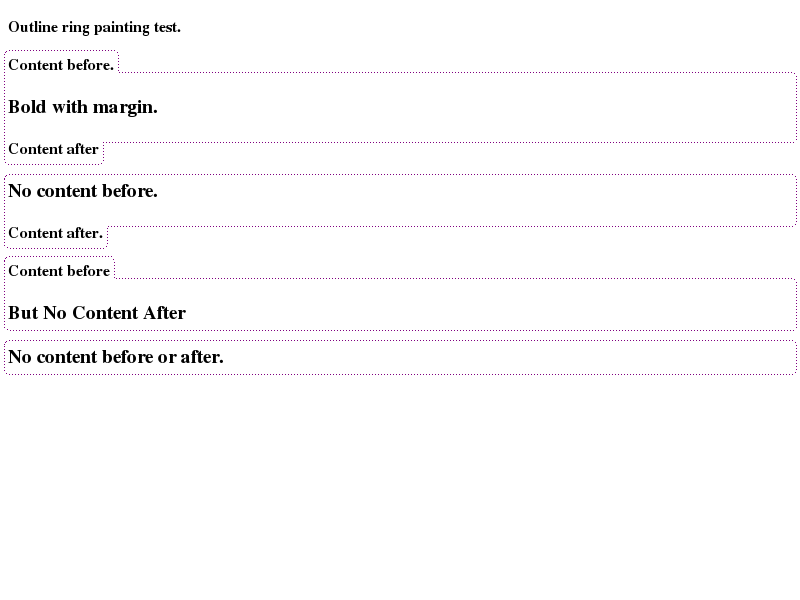 Outline ring painting test.
Content before.
Bold with margin.
Content after
No content before.
Content after.
Content before
But No Content After
No content before or after.